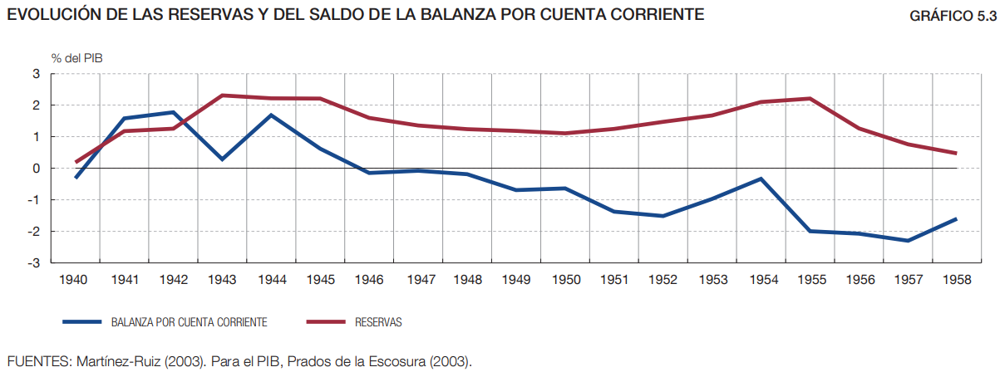 EVOLUCIÓN DE LAS RESERVAS Y DEL SALDO DE LA BALANZA POR CUENTA CORRIENTE
GRÁFICO 5.3
% del PIB
3
2
1
0
-1
-2
-3
1940 1941 1942 1943 1944 1945 1946 1947 1948 1949 1950 1951 1952 1953 1954 1955 1956 1957 1958
BALANZA POR CUENTA CORRIENTE RESERVAS
FUENTES: Martínez-Ruiz (2003). Para el PIB, Prados de la Escosura (2003).